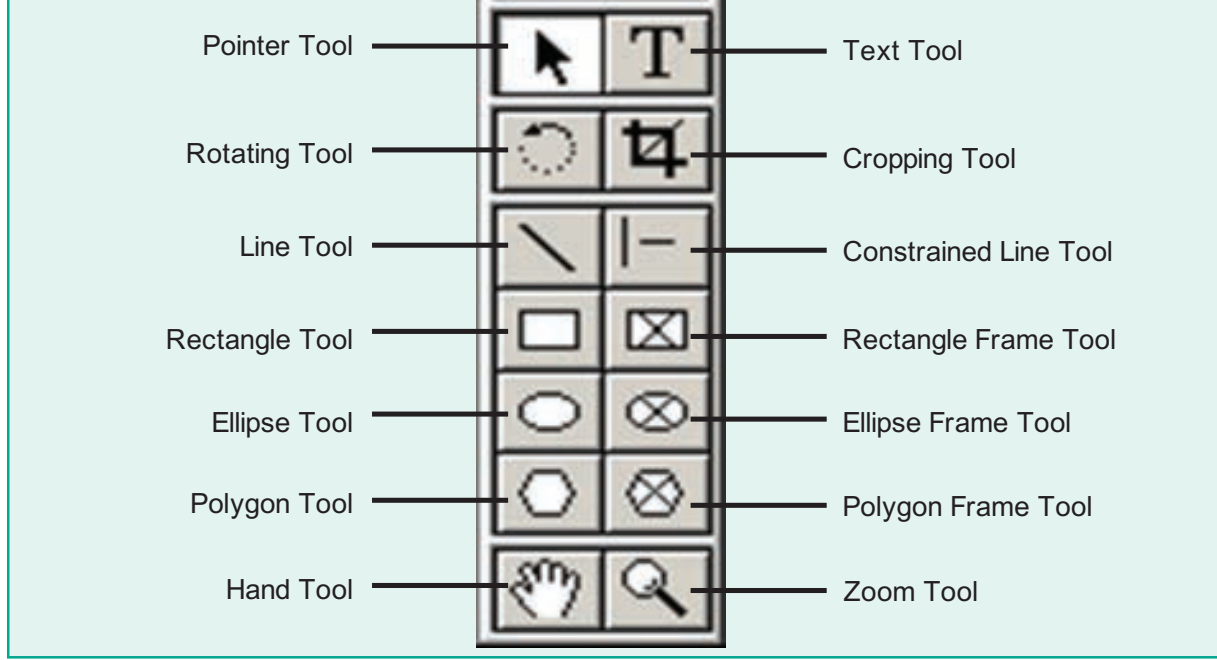 Pointer Tool
T
Text Tool
Rotating Tool
Cropping Tool
Line Tool
Constrained Line Tool
Rectangle Tool
Rectangle Frame Tool
Ellipse Tool
Ellipse Frame Tool
Polygon Tool
Polygon Frame Tool
Hand Tool
Zoom Tool